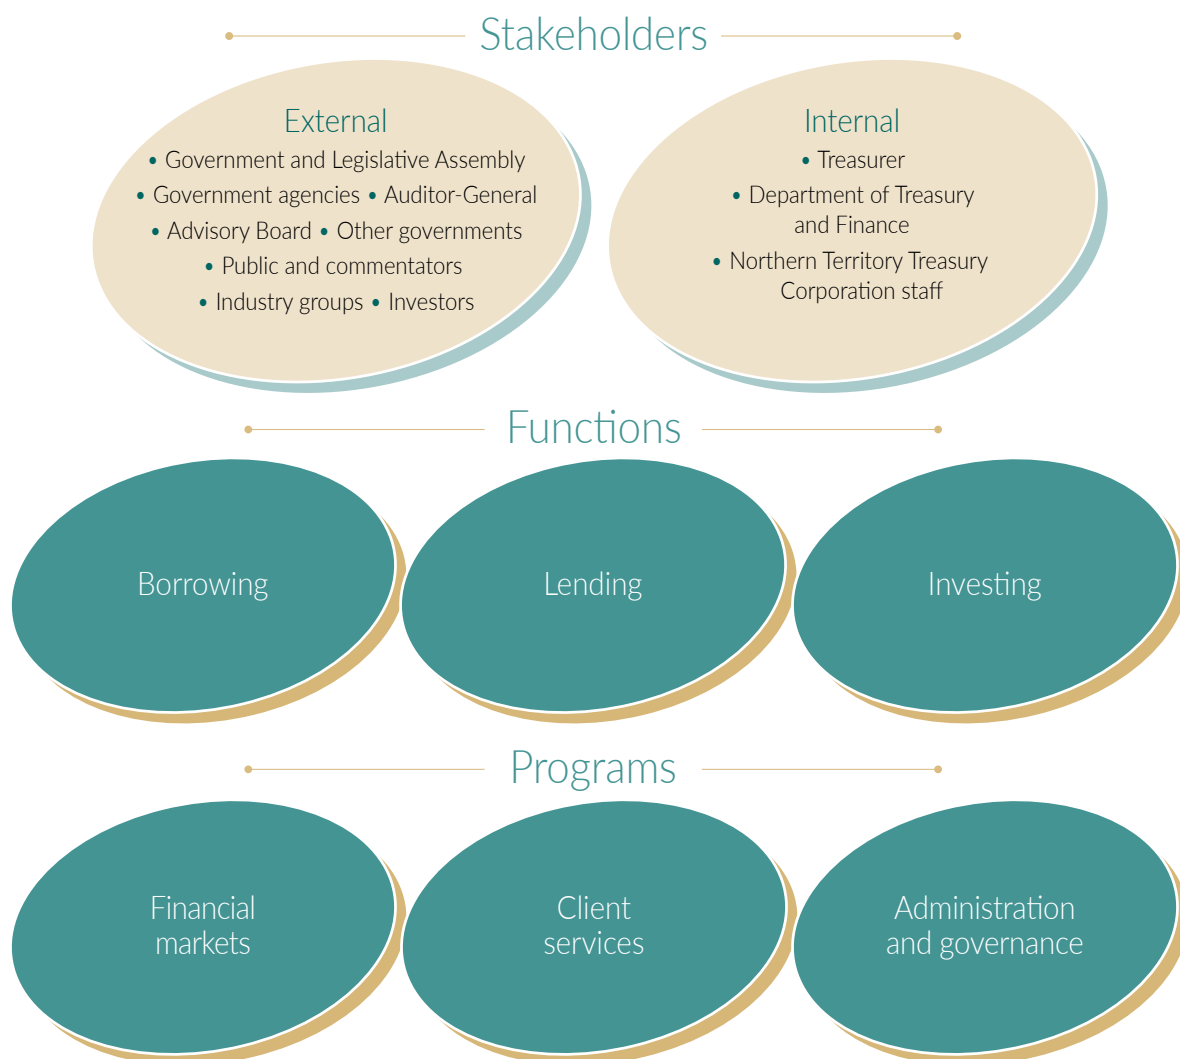 Stakeholders
External
• Government and Legislative Assembly
• Government agencies • Auditor-General
• Advisory Board • Other governments
• Public and commentators
• Industry groups • Investors
Internal
• Treasurer
• Department of Treasury
and Finance
• Northern Territory Treasury
Corporation staff
Functions
Borrowing
Lending
Investing
Programs
Financial
markets
Client
services
Administration
and governance